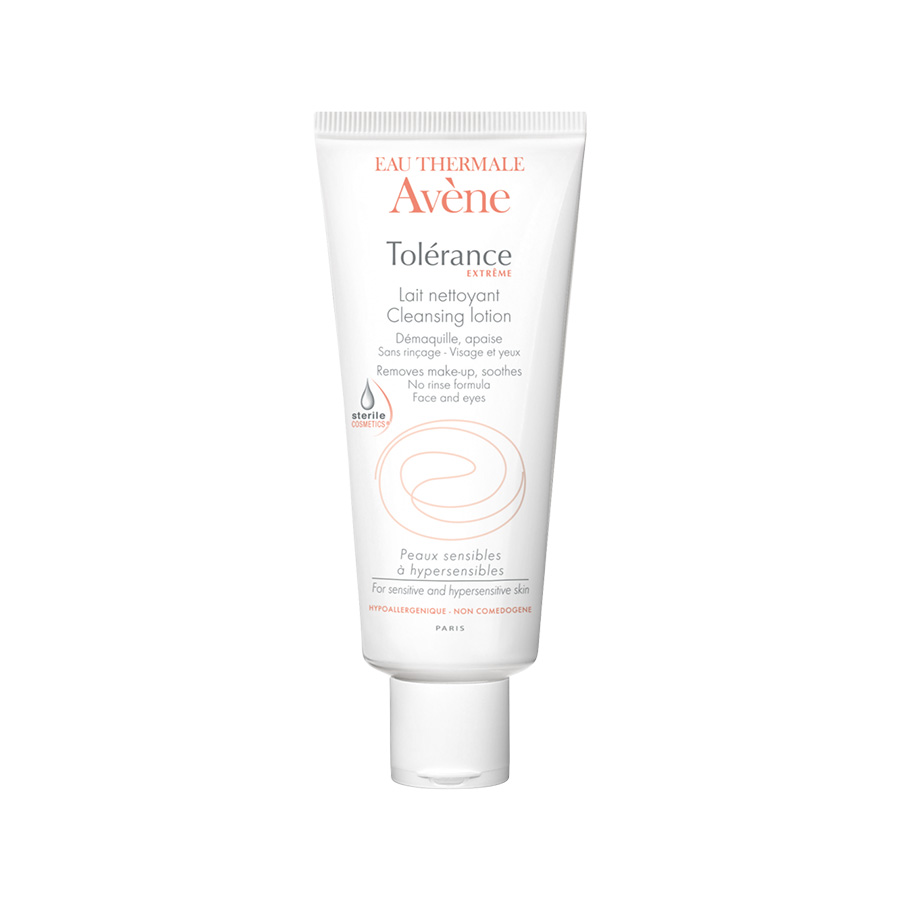 EAU THERMALE
Avène
Tolérance
EXTRÊME
Lait nettoyant
Cleansing lotion
Démaquille, apaise
Sans rinçage - Visage et yeux
Removes make-up, soothes
No rinse formula
Face and eyes
sterile
COSMETICS®
Peaux sensibles
à hypersensibles
For sensitive and hypersensitive skin
HYPOALLERGENIQUE - NON COMEDOGENE
PARIS